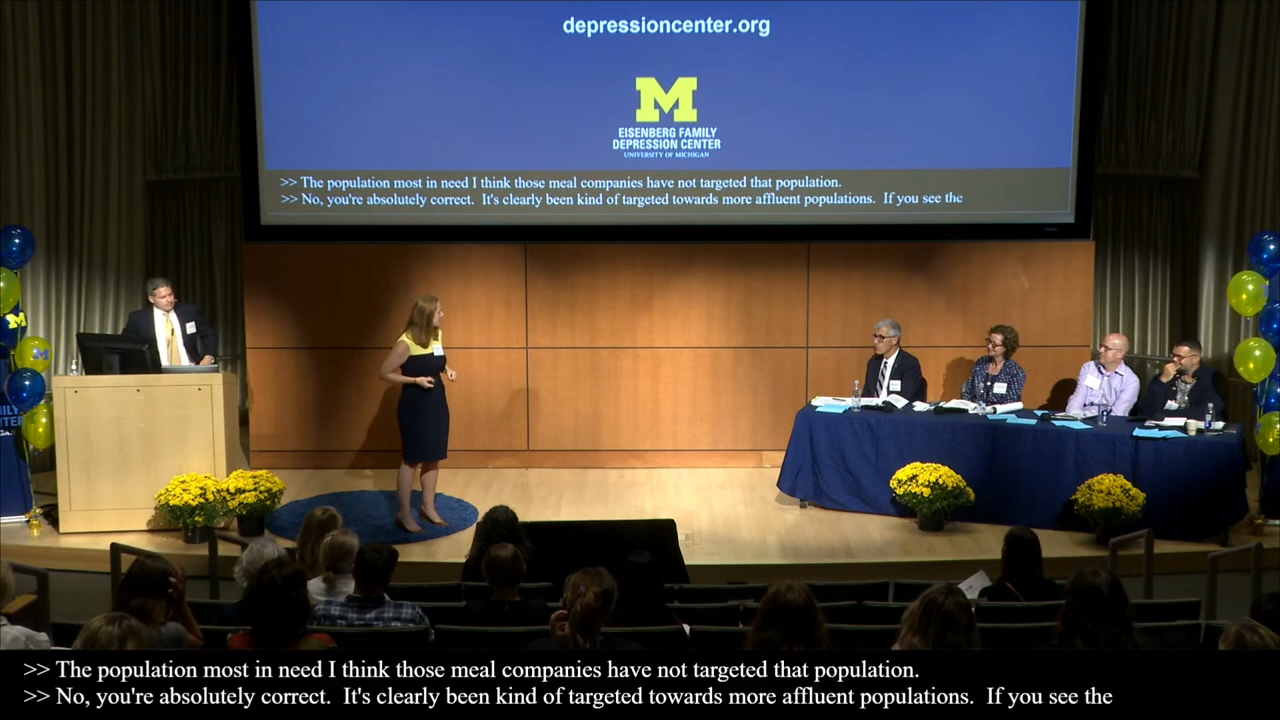 depressioncenter.org
M
EISENBERG FAMILY
DEPRESSION CENTER
UNIVERSITY OF MICHIGAN
>> The population most in need I think those meal companies have not targeted that population.
>> No, you're absolutely correct.  It's clearly been kind of targeted towards more affluent populations.  If you see the
M
M
>> The population most in need I think those meal companies have not targeted that population.
>> No, you're absolutely correct.  It's clearly been kind of targeted towards more affluent populations.  If you see the